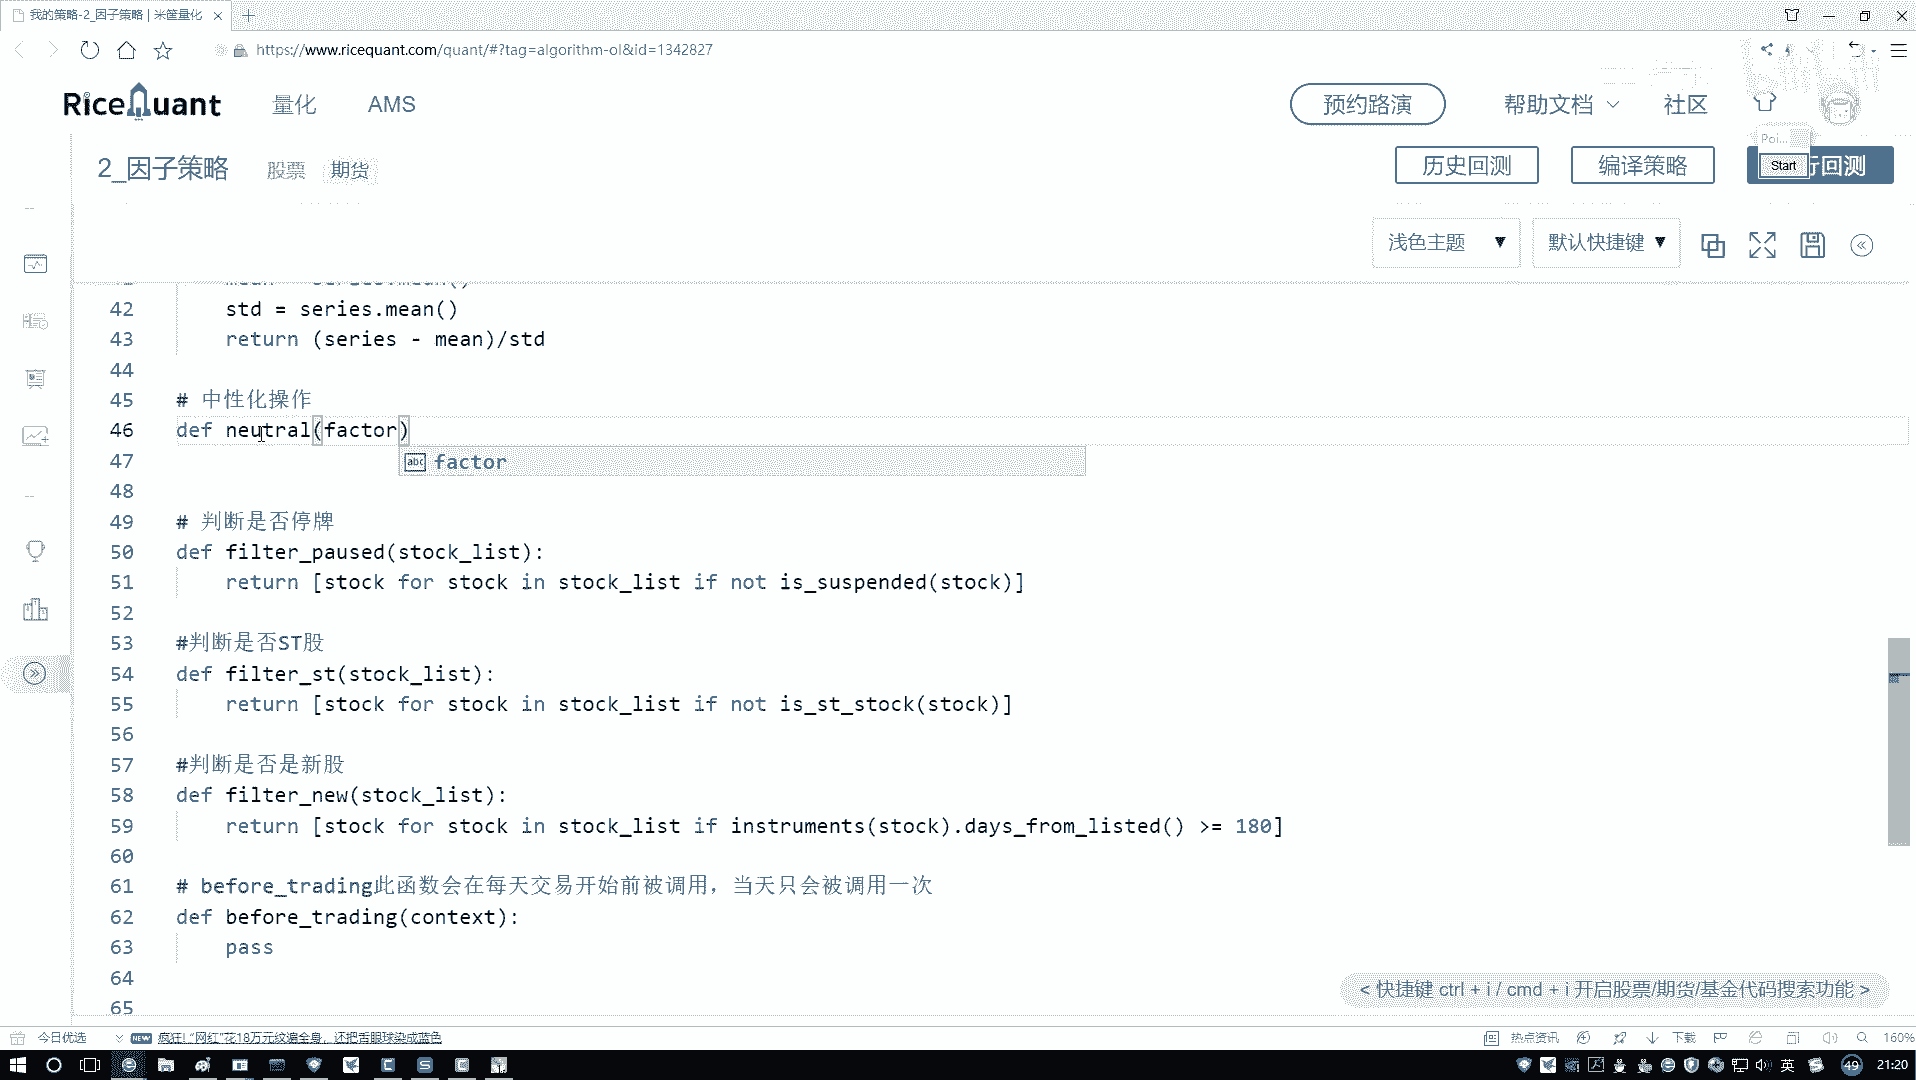 我的策略-2_因子策略 | 米筐量化
https://www.ricequant.com/quant/#?tag=algorithm-ol&id=1342827
RiceQuant 量化 AMS 预约路演 帮助文档 社区
Poi...
2_因子策略 股票 期货 历史回测 编译策略 Start 行回测
浅色主题 默认快捷键
42 std = series.mean()
43 return (series - mean)/std
44
45 # 中性化操作
46 def neutral(factor)
47 factor
48
49 # 判断是否停牌
50 def filter_paused(stock_list):
51 return [stock for stock in stock_list if not is_suspended(stock)]
52
53 #判断是否ST股
54 def filter_st(stock_list):
55 return [stock for stock in stock_list if not is_st_stock(stock)]
56
57 #判断是否是新股
58 def filter_new(stock_list):
59 return [stock for stock in stock_list if instruments(stock).days_from_listed() >= 180]
60
61 # before_trading此函数会在每天交易开始前被调用，当天只会被调用一次
62 def before_trading(context):
63 pass
64
< 快捷键 ctrl + i / cmd + i 开启股票/期货/基金代码搜索功能 >
65
今日优选 NEW 疯狂! "网红"花18万元纹遍全身，还把舌眼球染成蓝色 热点资讯 下载 160%
英 49 21:20